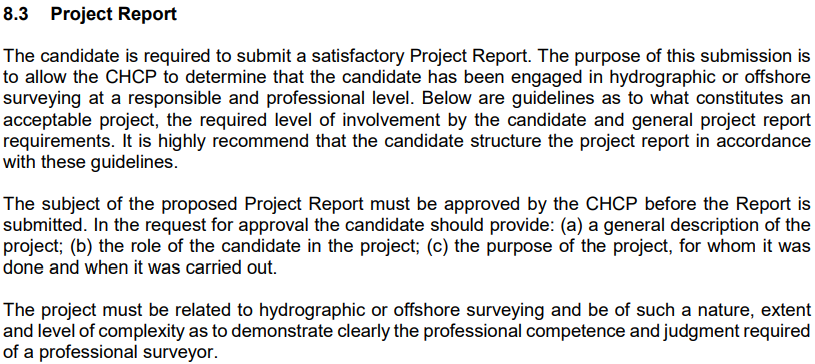 8.3 Project Report
The candidate is required to submit a satisfactory Project Report. The purpose of this submission is
to allow the CHCP to determine that the candidate has been engaged in hydrographic or offshore
surveying at a responsible and professional level. Below are guidelines as to what constitutes an
acceptable project, the required level of involvement by the candidate and general project report
requirements. It is highly recommend that the candidate structure the project report in accordance
with these guidelines.
The subject of the proposed Project Report must be approved by the CHCP before the Report is
submitted. In the request for approval the candidate should provide: (a) a general description of the
project; (b) the role of the candidate in the project; (c) the purpose of the project, for whom it was
done and when it was carried out.
The project must be related to hydrographic or offshore surveying and be of such a nature, extent
and level of complexity as to demonstrate clearly the professional competence and judgment required
of a professional surveyor.